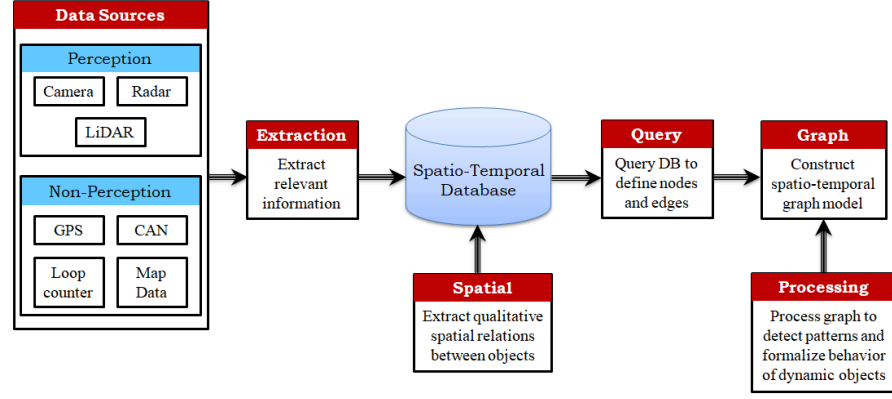 Data Sources
Perception
Camera
Radar
LiDAR
Non-Perception
GPS
CAN
Loop
counter
Map
Data
Extraction
Extract
relevant
information
Spatio-Temporal
Database
Spatial
Extract qualitative
spatial relations
between objects
Query
Query DB to
define nodes
and edges
Graph
Construct
spatio-temporal
graph model
Processing
Process graph to
detect patterns and
formalize behavior
of dynamic objects